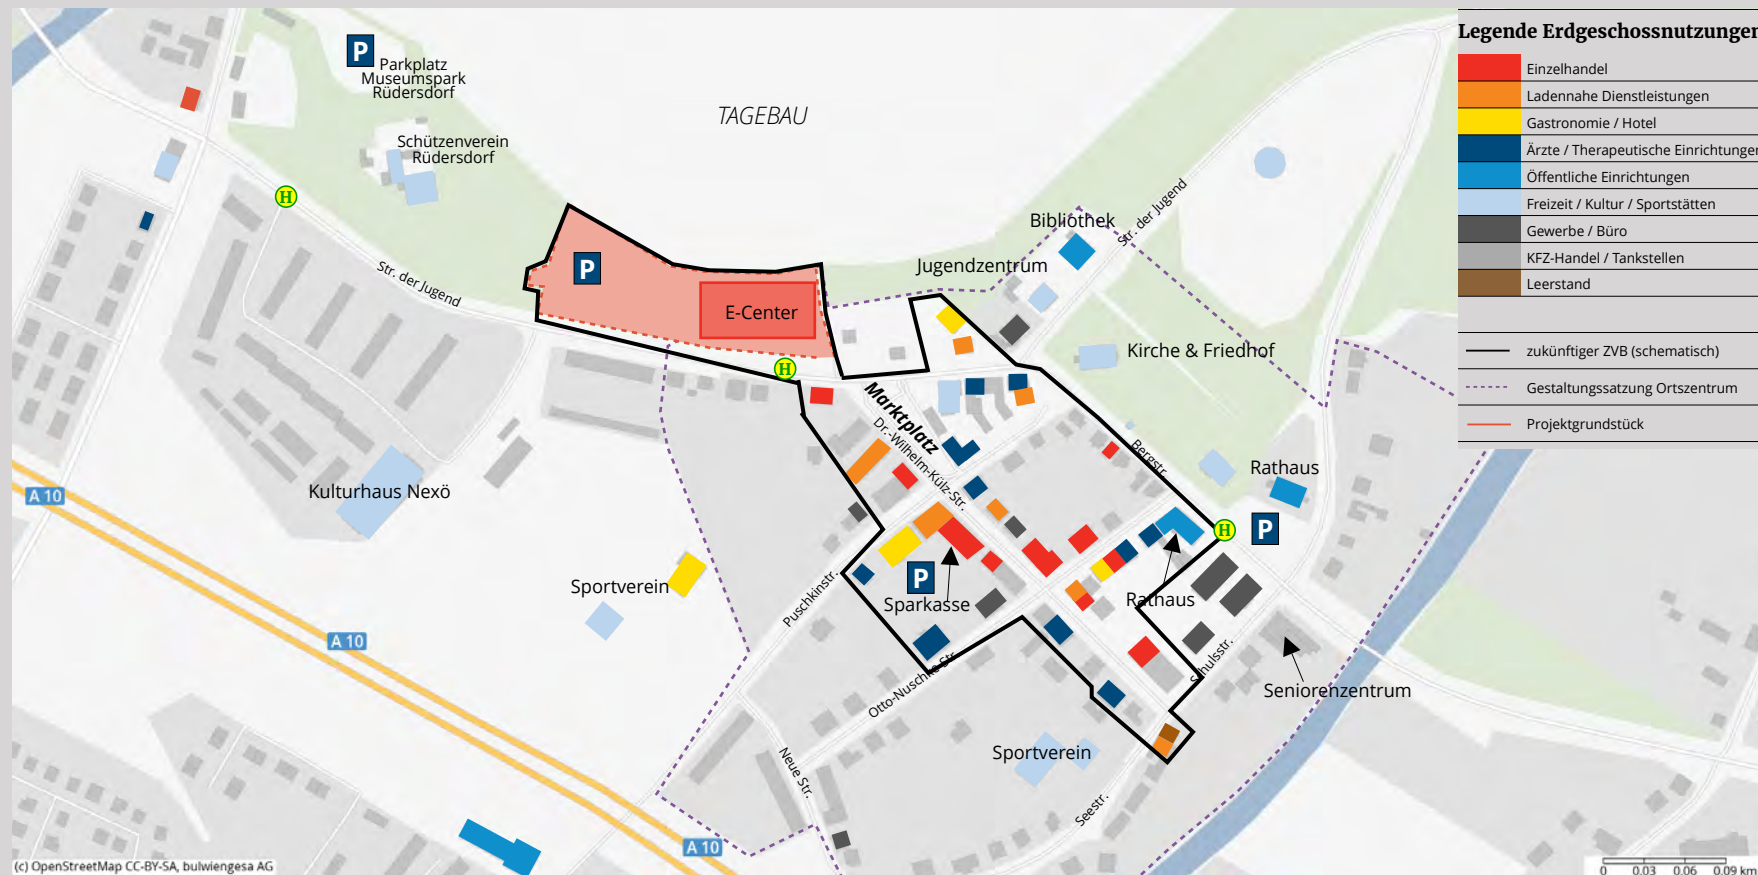 Legende Erdgeschossnutzungen
Einzelhandel
Ladennahe Dienstleistungen
Gastronomie / Hotel
Ärzte / Therapeutische Einrichtungen
Öffentliche Einrichtungen
Freizeit / Kultur / Sportstätten
Gewerbe / Büro
KFZ-Handel / Tankstellen
Leerstand
zukünftiger ZVB (schematisch)
Gestaltungssatzung Ortszentrum
Projektgrundstück
P
Parkplatz
Museumspark
Rüdersdorf
TAGEBAU
Schützenverein
Rüdersdorf
H
Str. der Jugend
P
E-Center
H
Bibliothek
Str. der Jugend
Jugendzentrum
Kirche & Friedhof
Marktplatz
Dr.-Wilhelm-Külz-Str.
Bergstr.
Rathaus
H
P
Kulturhaus Nexö
A 10
Sportverein
P
Sparkasse
Rathaus
Puschkinstr.
A 10
Otto-Nuschke-Str.
Schulsstr.
Seniorenzentrum
Sportverein
Neue Str.
Seestr.
A 10
(c) OpenStreetMap CC-BY-SA, bulwiengesa AG
0 0.03 0.06 0.09 km